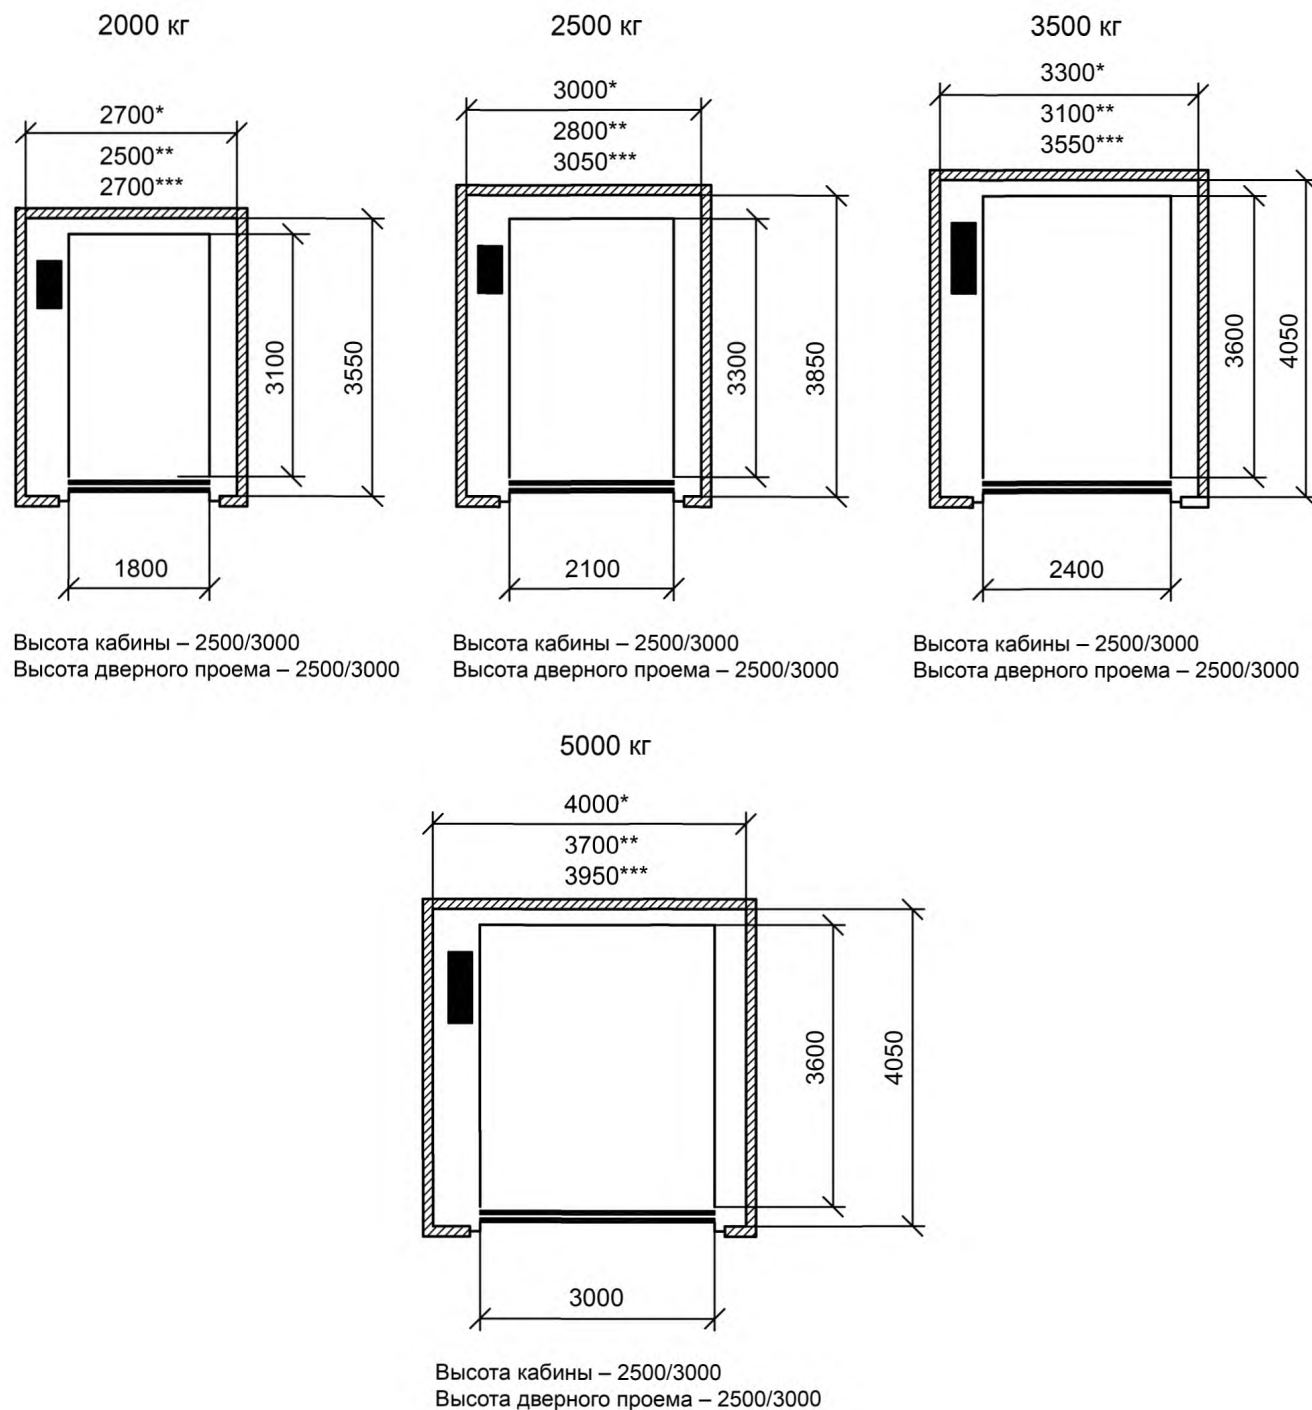 2000 кг
2700*
2500**
2700***
3100
3550
1800
Высота кабины – 2500/3000
Высота дверного проема – 2500/3000
2500 кг
3000*
2800**
3050***
3300
3850
2100
Высота кабины – 2500/3000
Высота дверного проема – 2500/3000
3500 кг
3300*
3100**
3550***
3600
4050
2400
Высота кабины – 2500/3000
Высота дверного проема – 2500/3000
5000 кг
4000*
3700**
3950***
3600
4050
3000
Высота кабины – 2500/3000
Высота дверного проема – 2500/3000